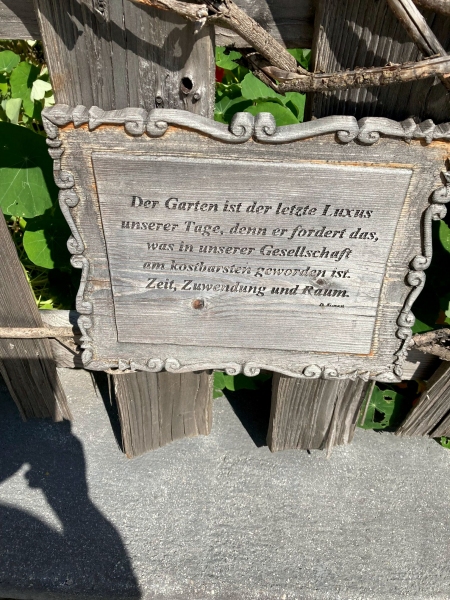 Der Garten ist der letzte Luxus
unserer Tage, denn er fordert das,
was in unserer Gesellschaft
am kostbarsten geworden ist.
Zeit, Zuwendung und Raum.